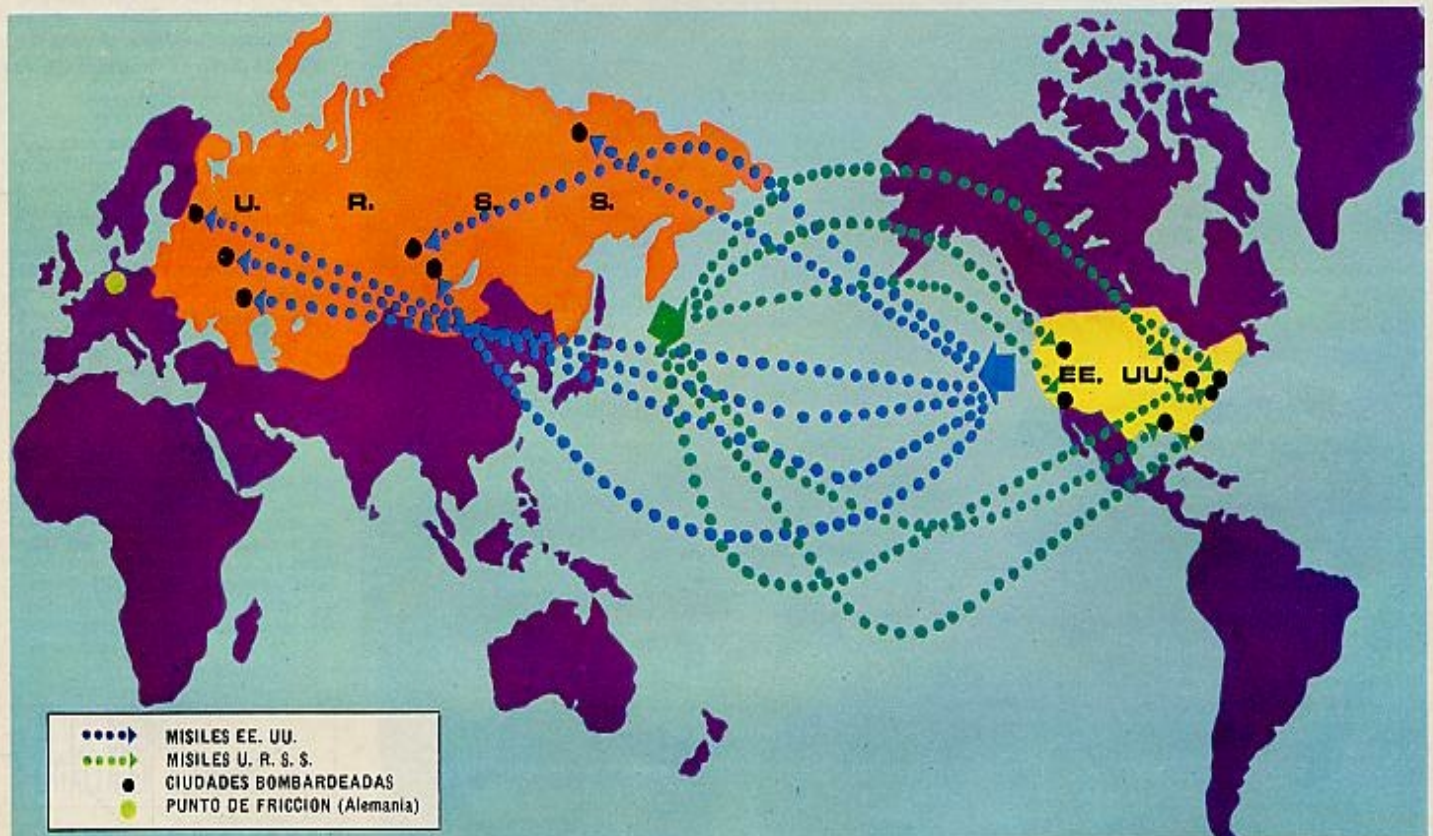 U. R. S. S.
EE. UU.
MISILES EE. UU.
MISILES U. R. S. S.
CIUDADES BOMBARDEADAS
PUNTO DE FRICCION (Alemania)